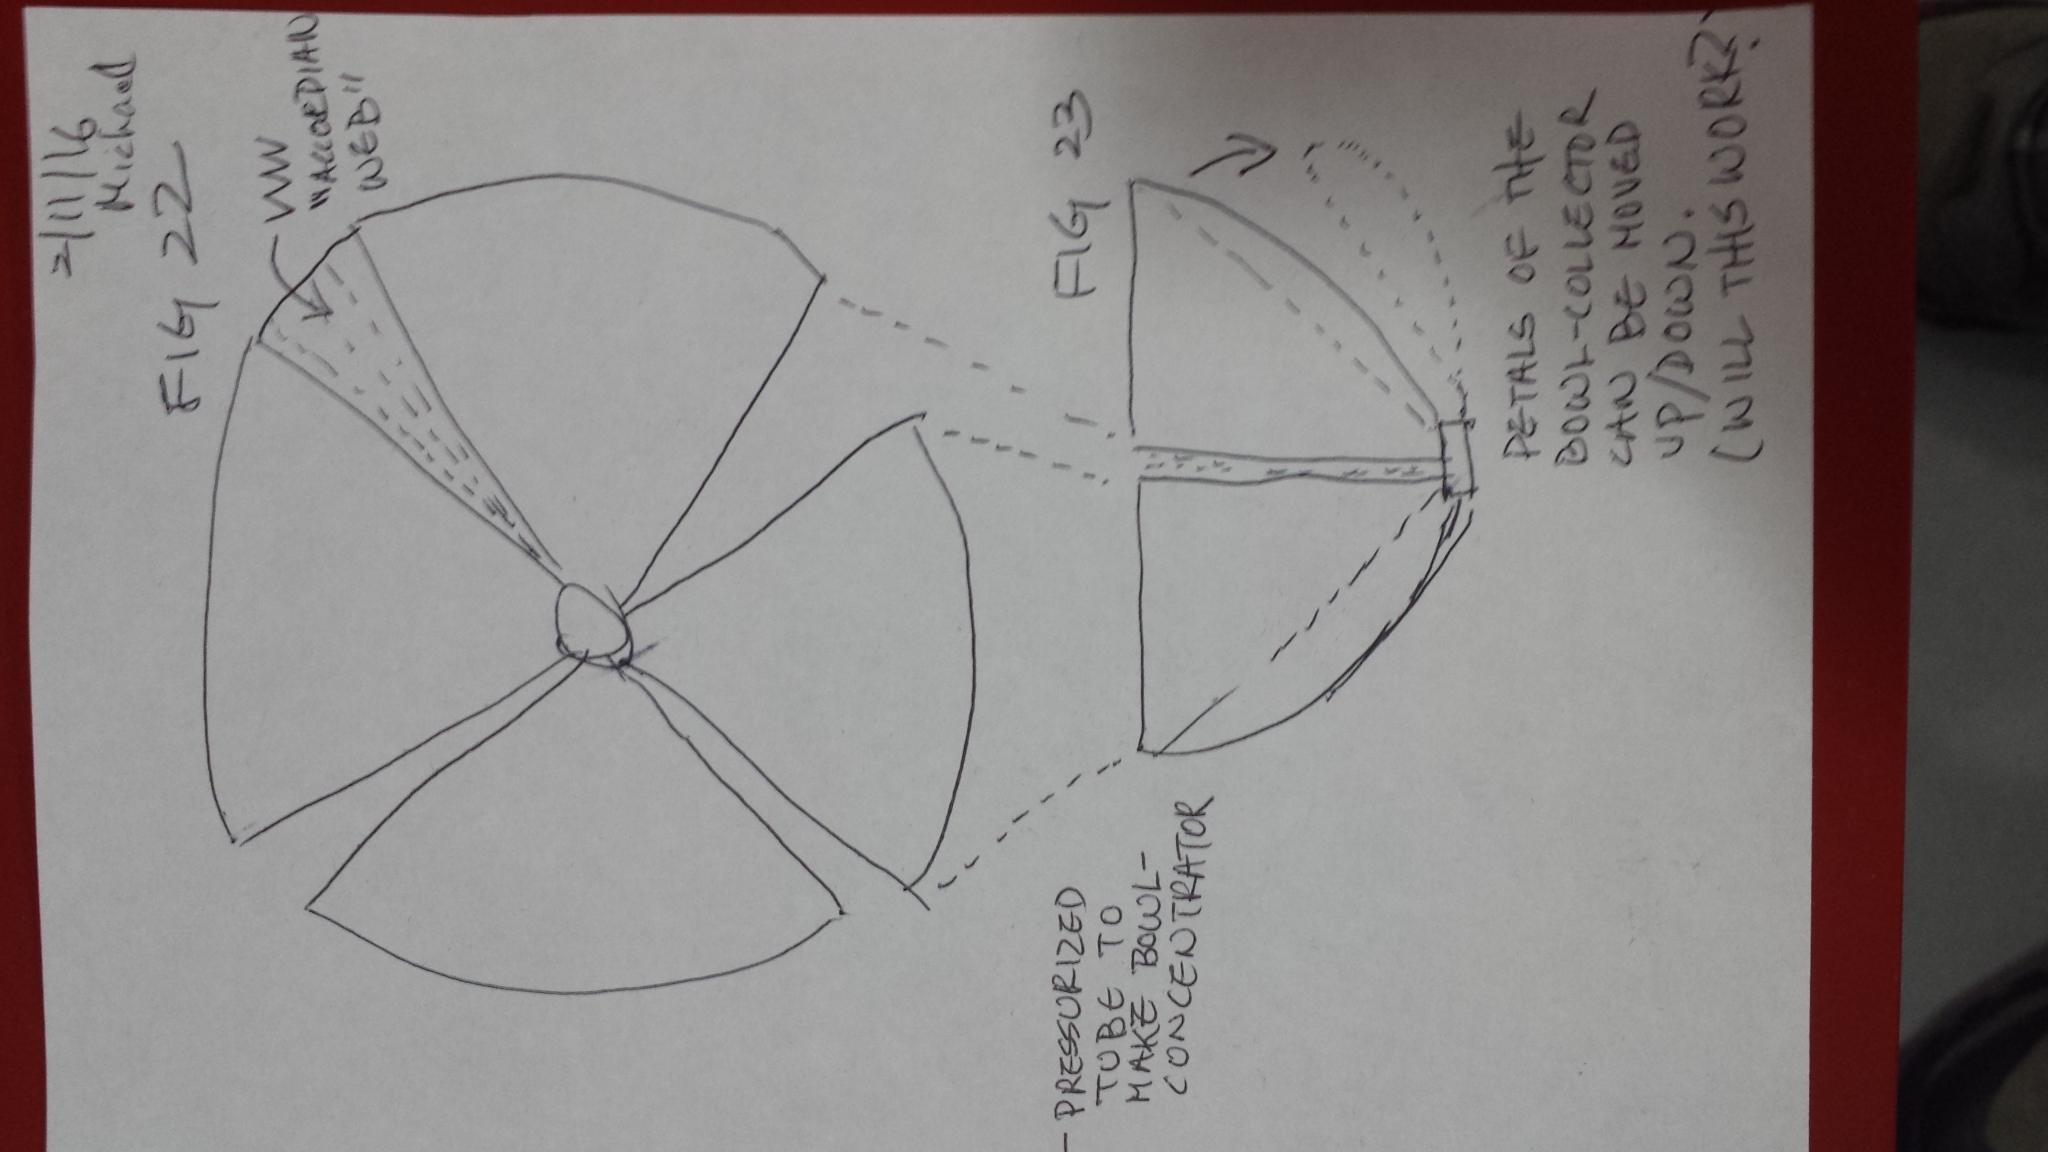 2/11/16
Michael
FIG 22
VVVV
"ACCORDIAN
WEB"
- PRESSURIZED
TUBE TO
MAKE BOWL-
CONCENTRATOR
FIG 23
PETALS OF THE
BOWL-COLLECTOR
CAN BE MOVED
UP/DOWN.
(WILL THIS WORK?)